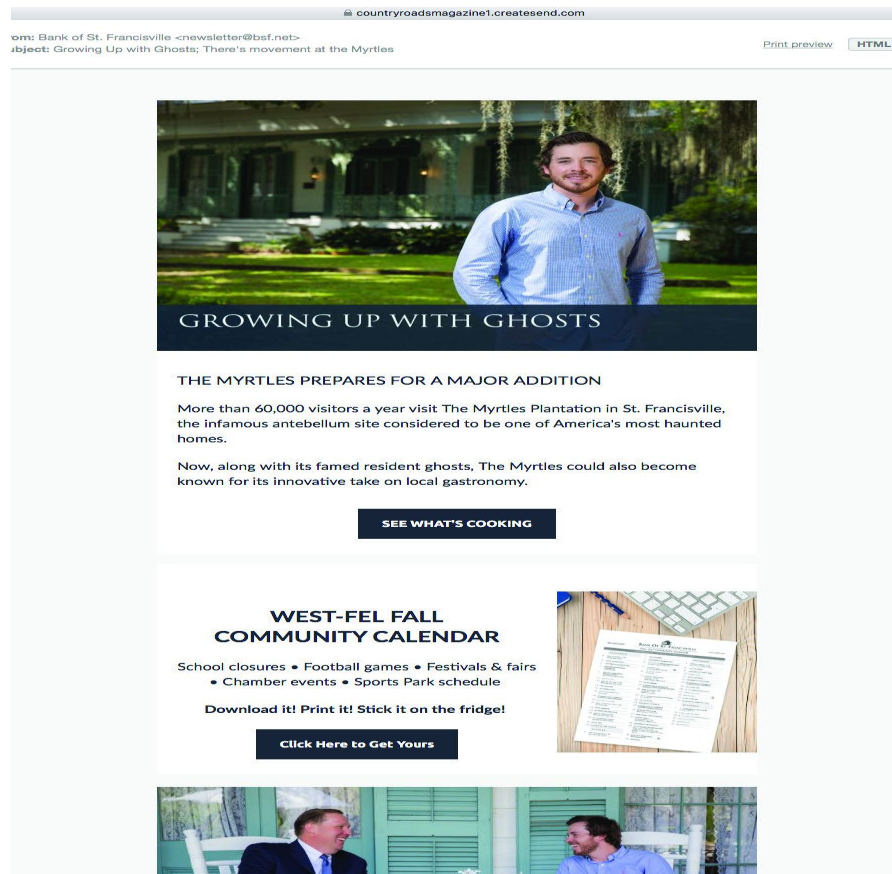 countryroadsmagazine1.createsend.com
om: Bank of St. Francisville <newsletter@bsf.net>
bject: Growing Up with Ghosts; There's movement at the Myrtles
Print preview
HTML
GROWING UP WITH GHOSTS
THE MYRTLES PREPARES FOR A MAJOR ADDITION
More than 60,000 visitors a year visit The Myrtles Plantation in St. Francisville,
the infamous antebellum site considered to be one of America's most haunted
homes.
Now, along with its famed resident ghosts, The Myrtles could also become
known for its innovative take on local gastronomy.
SEE WHAT'S COOKING
WEST-FEL FALL
COMMUNITY CALENDAR
School closures • Football games • Festivals & fairs
• Chamber events • Sports Park schedule
Download it! Print it! Stick it on the fridge!
Click Here to Get Yours
BANK OF ST. FRANCISVILLE